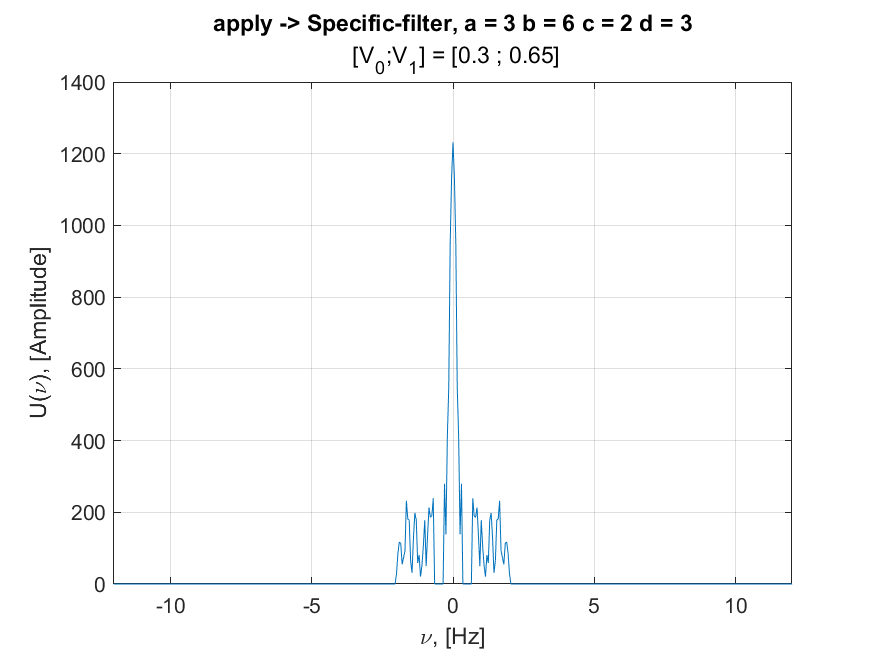 apply -> Specific-filter, a = 3 b = 6 c = 2 d = 3
[V0;V1] = [0.3 ; 0.65]
1400
1200
1000
800
600
400
200
0
U(ν), [Amplitude]
-10 -5 0 5 10
ν, [Hz]